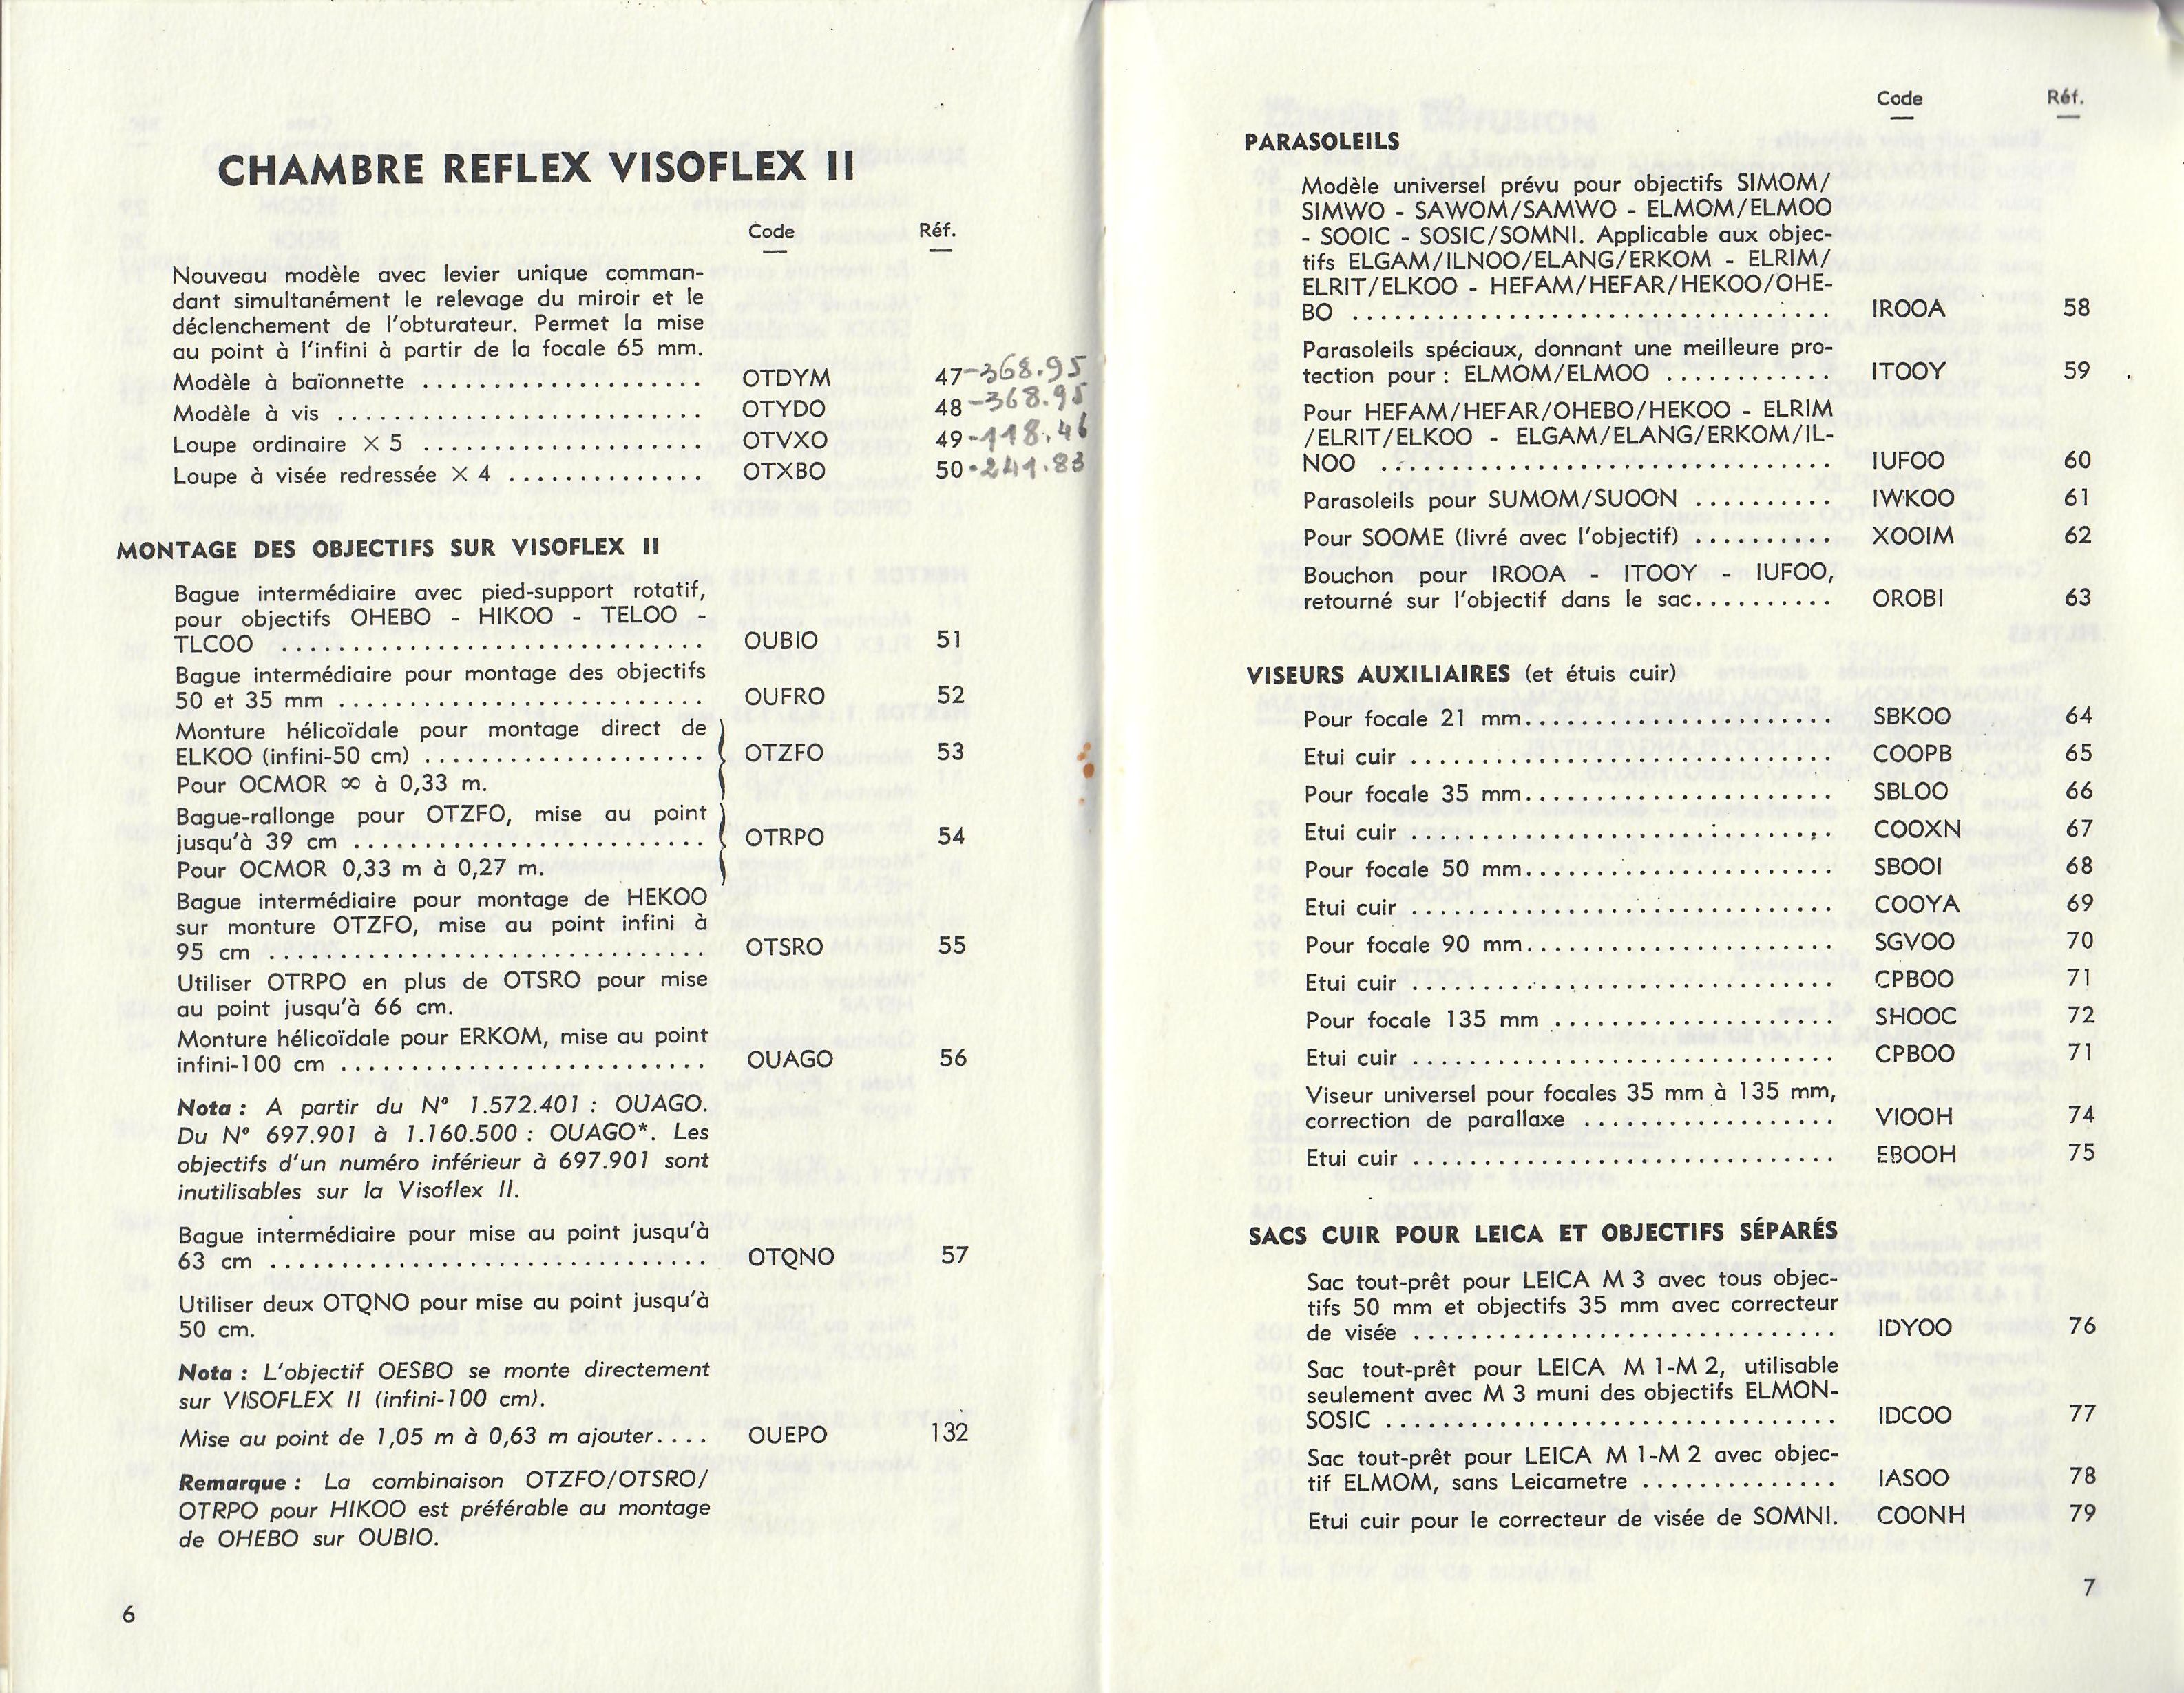 CHAMBRE REFLEX VISOFLEX II
Code Réf.
Nouveau modèle avec levier unique comman-
dant simultanément le relevage du miroir et le
déclenchement de l'obturateur. Permet la mise
au point à l'infini à partir de la focale 65 mm.
Modèle à baïonnette .................... OTDYM 47-368.95
Modèle à vis .......................... OTYDO 48-368.95
Loupe ordinaire × 5 .................... OTVXO 49-118.46
Loupe à visée redressée × 4 .............. OTXBO 50-241.83
MONTAGE DES OBJECTIFS SUR VISOFLEX II
Bague intermédiaire avec pied-support rotatif,
pour objectifs OHEBO - HIKOO - TELOO -
TLCOO .............................. OUBIO 51
Bague intermédiaire pour montage des objectifs
50 et 35 mm .......................... OUFRO 52
Monture hélicoïdale pour montage direct de
ELKOO (infini-50 cm) .................... OTZFO 53
Pour OCMOR ∞ à 0,33 m.
Bague-rallonge pour OTZFO, mise au point
jusqu'à 39 cm ......................... OTRPO 54
Pour OCMOR 0,33 m à 0,27 m.
Bague intermédiaire pour montage de HEKOO
sur monture OTZFO, mise au point infini à
95 cm ............................... OTSRO 55
Utiliser OTRPO en plus de OTSRO pour mise
au point jusqu'à 66 cm.
Monture hélicoïdale pour ERKOM, mise au point
infini-100 cm .......................... OUAGO 56
Nota : A partir du N° 1.572.401 : OUAGO.
Du N° 697.901 à 1.160.500 : OUAGO*. Les
objectifs d'un numéro inférieur à 697.901 sont
inutilisables sur la Visoflex II.
Bague intermédiaire pour mise au point jusqu'à
63 cm ............................... OTQNO 57
Utiliser deux OTQNO pour mise au point jusqu'à
50 cm.
Nota : L'objectif OESBO se monte directement
sur VISOFLEX II (infini-100 cm).
Mise au point de 1,05 m à 0,63 m ajouter.... OUEPO 132
Remarque : La combinaison OTZFO/OTSRO/
OTRPO pour HIKOO est préférable au montage
de OHEBO sur OUBIO.
6
Code Réf.
PARASOLEILS
Modèle universel prévu pour objectifs SIMOM/
SIMWO - SAWOM/SAMWO - ELMOM/ELMOO
- SOOIC - SOSIC/SOMNI. Applicable aux objec-
tifs ELGAM/ILNOO/ELANG/ERKOM - ELRIM/
ELRIT/ELKOO - HEFAM/HEFAR/HEKOO/OHE-
BO .................................. IROOA 58
Parasoleils spéciaux, donnant une meilleure pro-
tection pour : ELMOM/ELMOO ............ ITOOY 59
Pour HEFAM/HEFAR/OHEBO/HEKOO - ELRIM
/ELRIT/ELKOO - ELGAM/ELANG/ERKOM/IL-
NOO ................................ IUFOO 60
Parasoleils pour SUMOM/SUOON .......... IWKOO 61
Pour SOOME (livré avec l'objectif) .......... XOOIM 62
Bouchon pour IROOA - ITOOY - IUFOO,
retourné sur l'objectif dans le sac.......... OROBI 63
VISEURS AUXILIAIRES (et étuis cuir)
Pour focale 21 mm...................... SBKOO 64
Etui cuir .............................. COOPB 65
Pour focale 35 mm...................... SBLOO 66
Etui cuir .............................. COOXN 67
Pour focale 50 mm...................... SBOOI 68
Etui cuir .............................. COOYA 69
Pour focale 90 mm...................... SGVOO 70
Etui cuir .............................. CPBOO 71
Pour focale 135 mm .................... SHOOC 72
Etui cuir .............................. CPBOO 71
Viseur universel pour focales 35 mm à 135 mm,
correction de parallaxe .................. VIOOH 74
Etui cuir .............................. EBOOH 75
SACS CUIR POUR LEICA ET OBJECTIFS SÉPARÉS
Sac tout-prêt pour LEICA M 3 avec tous objec-
tifs 50 mm et objectifs 35 mm avec correcteur
de visée .............................. IDYOO 76
Sac tout-prêt pour LEICA M 1-M 2, utilisable
seulement avec M 3 muni des objectifs ELMON-
SOSIC ................................ IDCOO 77
Sac tout-prêt pour LEICA M 1-M 2 avec objec-
tif ELMOM, sans Leicametre .............. IASOO 78
Etui cuir pour le correcteur de visée de SOMNI. COONH 79
7